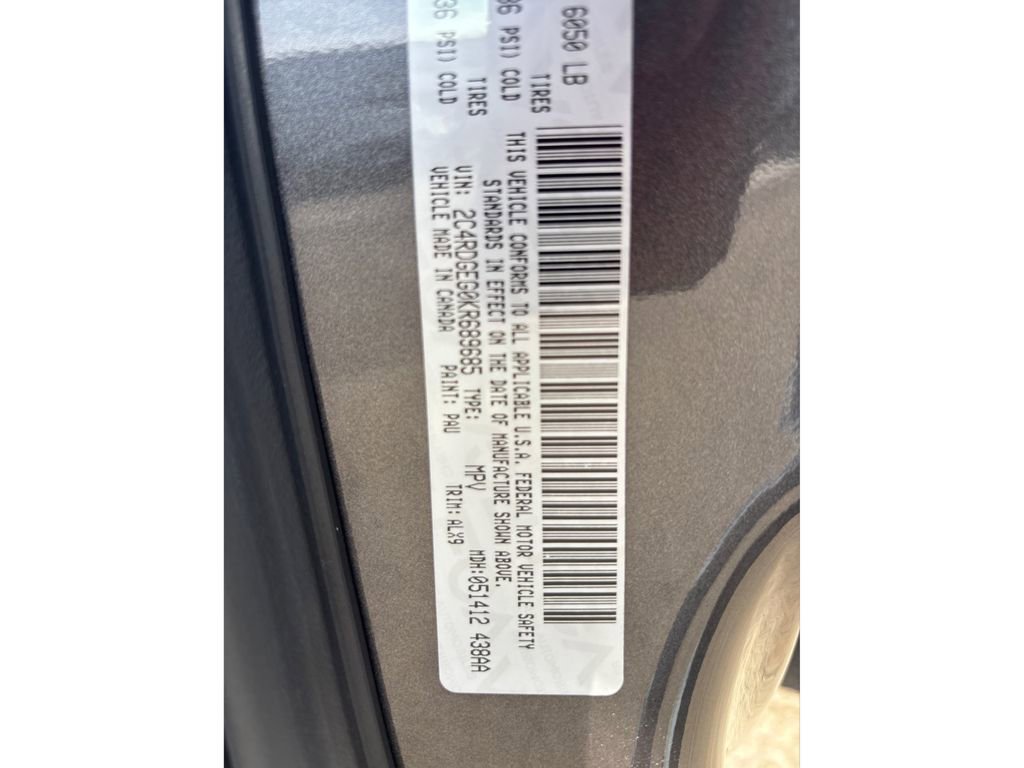 6050 LB
36 PSI) COLD TIRES
36 PSI) COLD TIRES
THIS VEHICLE CONFORMS TO ALL APPLICABLE U.S.A. FEDERAL MOTOR VEHICLE SAFETY
STANDARDS IN EFFECT ON THE DATE OF MANUFACTURE SHOWN ABOVE.
VIN: 2C4RDGEG0KR689685 TYPE: MPV MDH:051412 438AA
VEHICLE MADE IN CANADA PAINT: PAU TRIM:ALX9